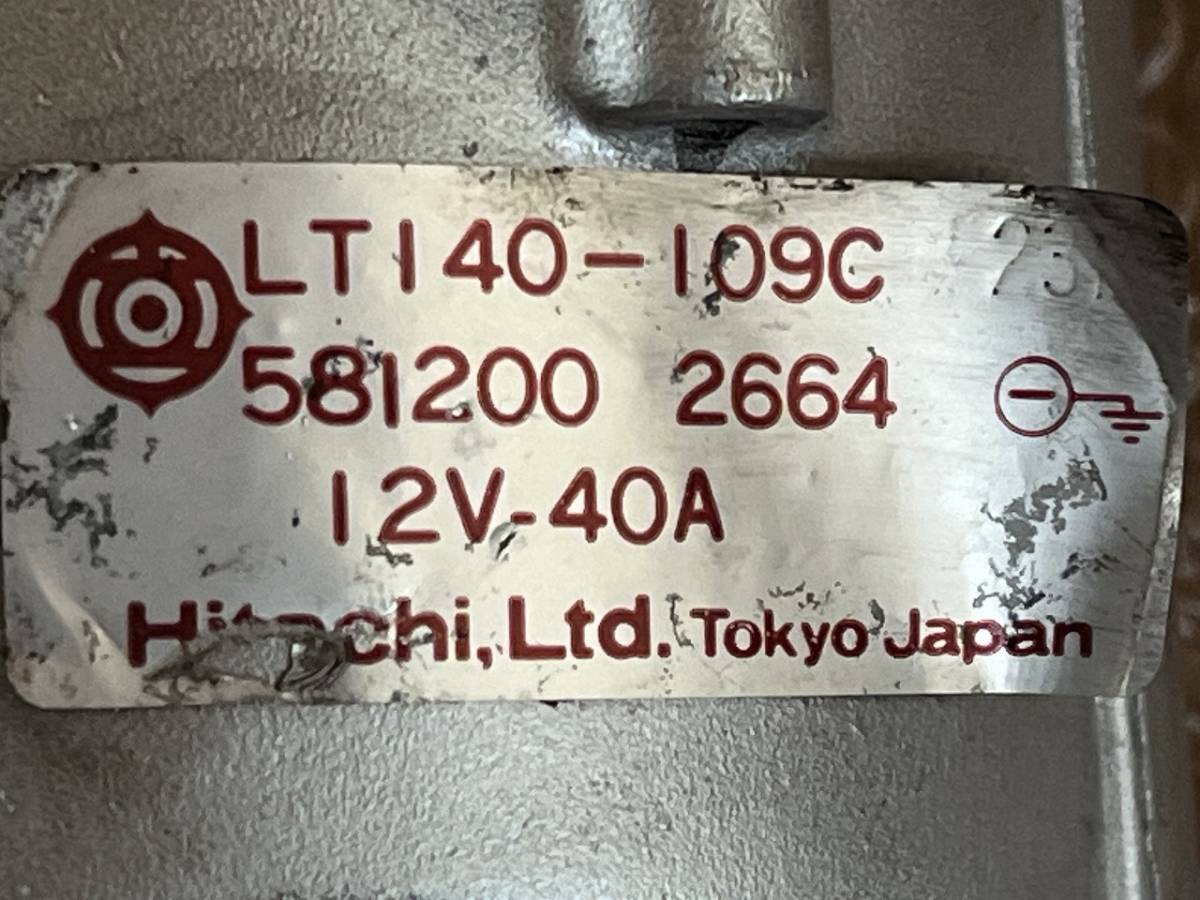 LT140-109C
581200 2664
12V-40A
Hitachi, Ltd. Tokyo Japan